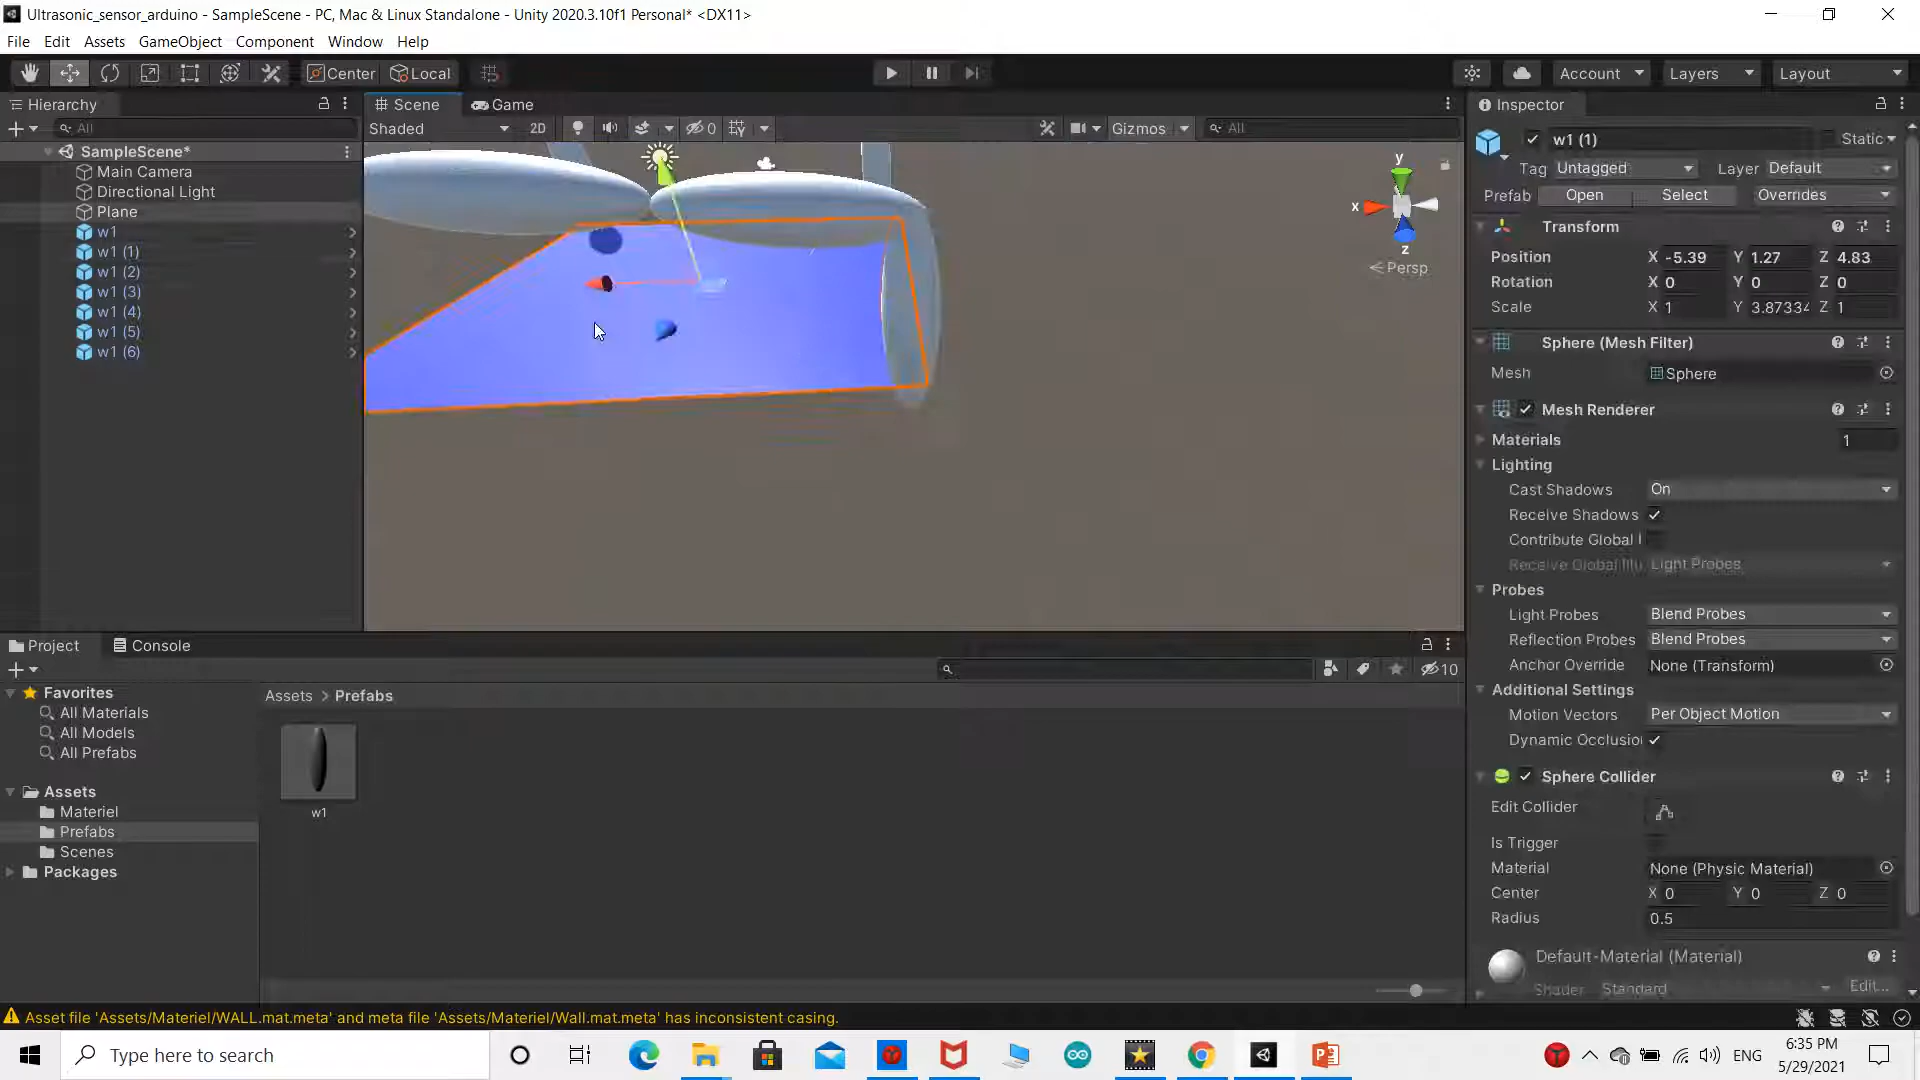 Ultrasonic_sensor_arduino - SampleScene - PC, Mac & Linux Standalone - Unity 2020.3.10f1 Personal* <DX11>
File Edit Assets GameObject Component Window Help
Center Local Account Layers Layout
Hierarchy Scene Game Inspector
All Shaded 2D 0 Gizmos All
SampleScene*
Main Camera
Directional Light
Plane
w1
w1 (1)
w1 (2)
w1 (3)
w1 (4)
w1 (5)
w1 (6)
y
x
z
Persp
w1 (1) Static
Tag Untagged Layer Default
Prefab Open Select Overrides
Transform
Position X -5.39 Y 1.27 Z 4.83
Rotation X 0 Y 0 Z 0
Scale X 1 Y 3.87334 Z 1
Sphere (Mesh Filter)
Mesh Sphere
Mesh Renderer
Materials 1
Lighting
Cast Shadows On
Receive Shadows
Contribute Global I
Receive Global Illu Light Probes
Probes
Light Probes Blend Probes
Reflection Probes Blend Probes
Anchor Override None (Transform)
Additional Settings
Motion Vectors Per Object Motion
Dynamic Occlusio
Sphere Collider
Edit Collider
Is Trigger
Material None (Physic Material)
Center X 0 Y 0 Z 0
Radius 0.5
Default-Material (Material)
Shader Standard Edit...
Project Console
10
Favorites
All Materials
All Models
All Prefabs
Assets
Materiel
Prefabs
Scenes
Packages
Assets > Prefabs
w1
Asset file 'Assets/Materiel/WALL.mat.meta' and meta file 'Assets/Materiel/Wall.mat.meta' has inconsistent casing.
Type here to search
ENG
6:35 PM
5/29/2021